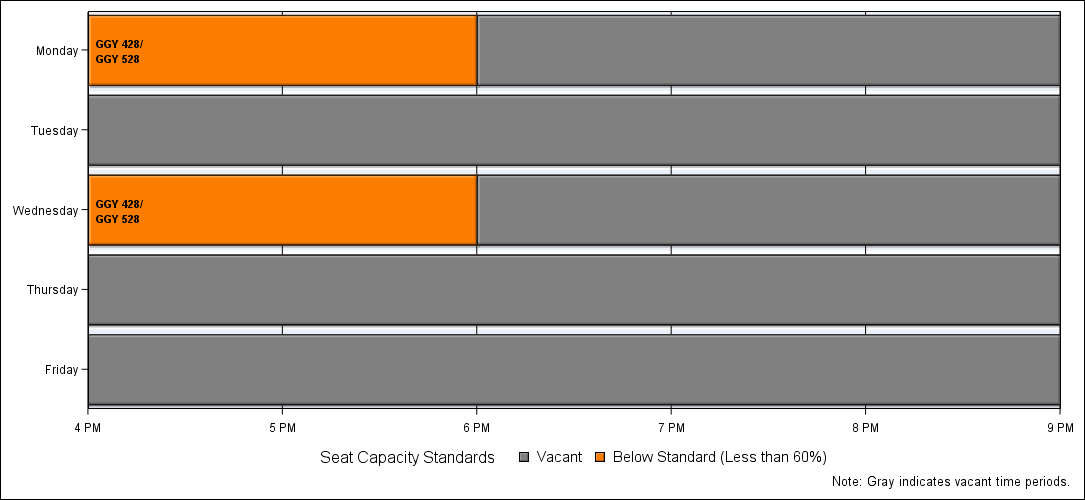 Monday
GGY 428/
GGY 528
Tuesday
Wednesday
GGY 428/
GGY 528
Thursday
Friday
4 PM 5 PM 6 PM 7 PM 8 PM 9 PM
Seat Capacity Standards Vacant Below Standard (Less than 60%)
Note: Gray indicates vacant time periods.